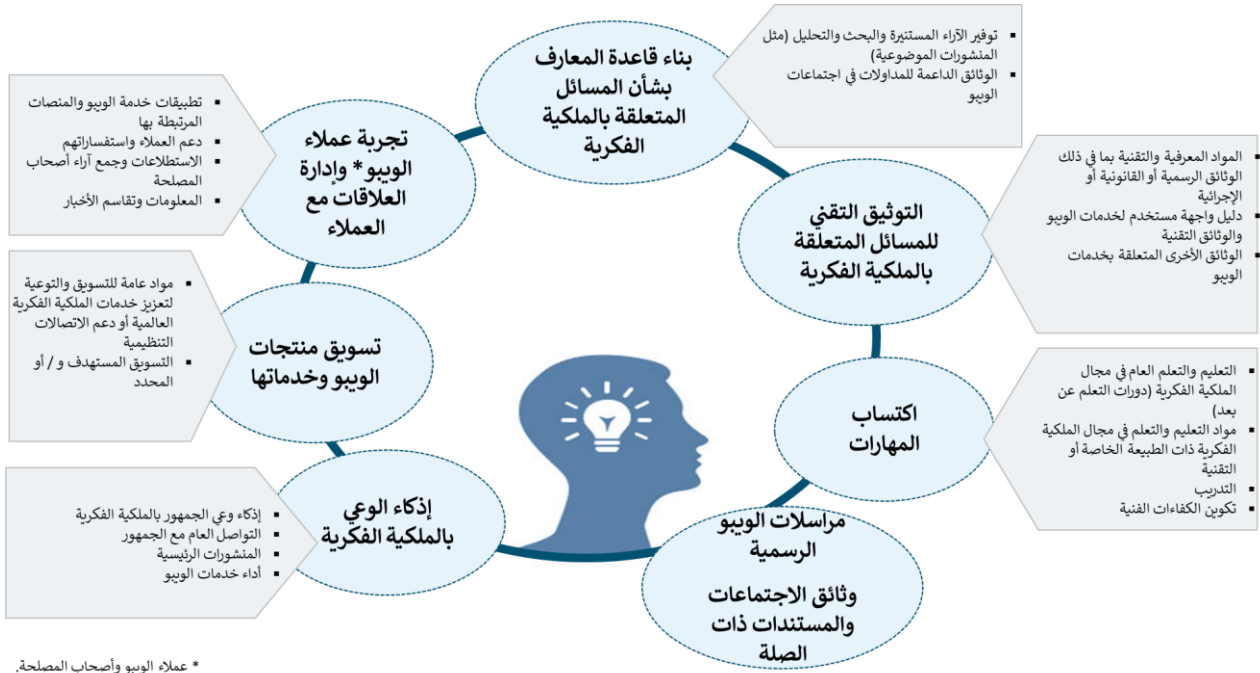 بناء قاعدة المعارف
بشأن المسائل
المتعلقة بالملكية
الفكرية
▪ توفير الآراء المستنيرة والبحث والتحليل (مثل
المنشورات الموضوعية)
▪ الوثائق الداعمة للمداولات في اجتماعات
الويبو
التوثيق التقني
للمسائل المتعلقة
بالملكية الفكرية
▪ المواد المعرفية والتقنية بما في ذلك
الوثائق الرسمية أو القانونية أو
الإجرائية
▪ دليل واجهة مستخدم لخدمات الويبو
والوثائق التقنية
▪ الوثائق الأخرى المتعلقة بخدمات
الويبو
اكتساب
المهارات
▪ التعليم والتعلم العام في مجال
الملكية الفكرية (دورات التعلم عن
بعد)
▪ مواد التعليم والتعلم في مجال الملكية
الفكرية ذات الطبيعة الخاصة أو
التقنية
▪ التدريب
▪ تكوين الكفاءات الفنية
مراسلات الويبو
الرسمية
وثائق الاجتماعات
والمستندات ذات
الصلة
إذكاء الوعي
بالملكية الفكرية
▪ إذكاء وعي الجمهور بالملكية الفكرية
▪ التواصل العام مع الجمهور
▪ المنشورات الرئيسية
▪ أداء خدمات الويبو
تسويق منتجات
الويبو وخدماتها
▪ مواد عامة للتسويق والتوعية
لتعزيز خدمات الملكية الفكرية
العالمية أو دعم الاتصالات
التنظيمية
▪ التسويق المستهدف و / أو
المحدد
تجربة عملاء
الويبو* وإدارة
العلاقات مع
العملاء
▪ تطبيقات خدمة الويبو والمنصات
المرتبطة بها
▪ دعم العملاء واستفساراتهم
▪ الاستطلاعات وجمع آراء أصحاب
المصلحة
▪ المعلومات وتقاسم الأخبار
* عملاء الويبو وأصحاب المصلحة.